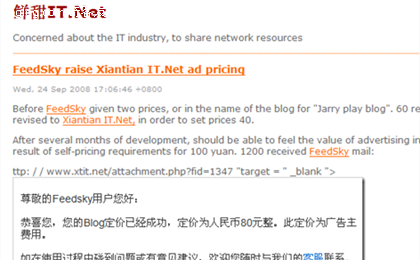 鲜甜IT.Net
Concerned about the IT industry, to share network resources
FeedSky raise Xiantian IT.Net ad pricing
Wed, 24 Sep 2008 17:06:46 +0800
Before FeedSky given two prices, or in the name of the blog for "Jarry play blog". 60 re
revised to Xiantian IT.Net, in order to set prices 40.
After several months of development, should be able to feel the value of advertising in
result of self-pricing requirements for 100 yuan. 1200 received FeedSky mail:
ttp: / / www.xtit.net/attachment.php?fid=1347 "target = " _blank ">
尊敬的Feedsky用户您好:
恭喜您，您的Blog定价已经成功，定价为人民币80元整。此定价为广告主
费用。
如在使用过程中碰到问题或有意见建议，欢迎您随时与我们的客服联系